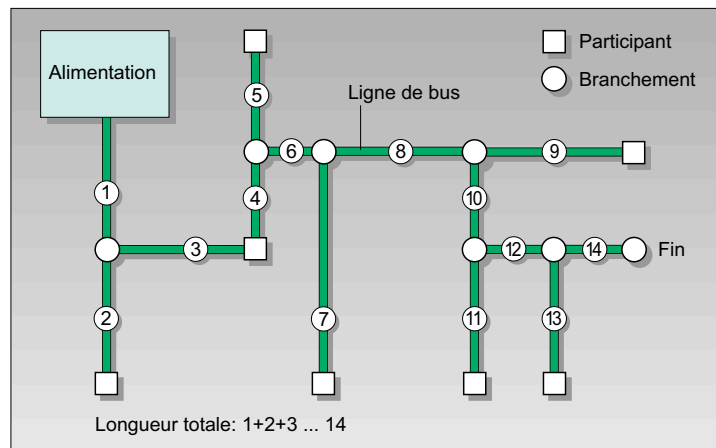 Alimentation
Participant
Branchement
Ligne de bus
5
6
8
9
1
4
10
3
12
14
Fin
2
7
11
13
Longueur totale: 1+2+3 ... 14